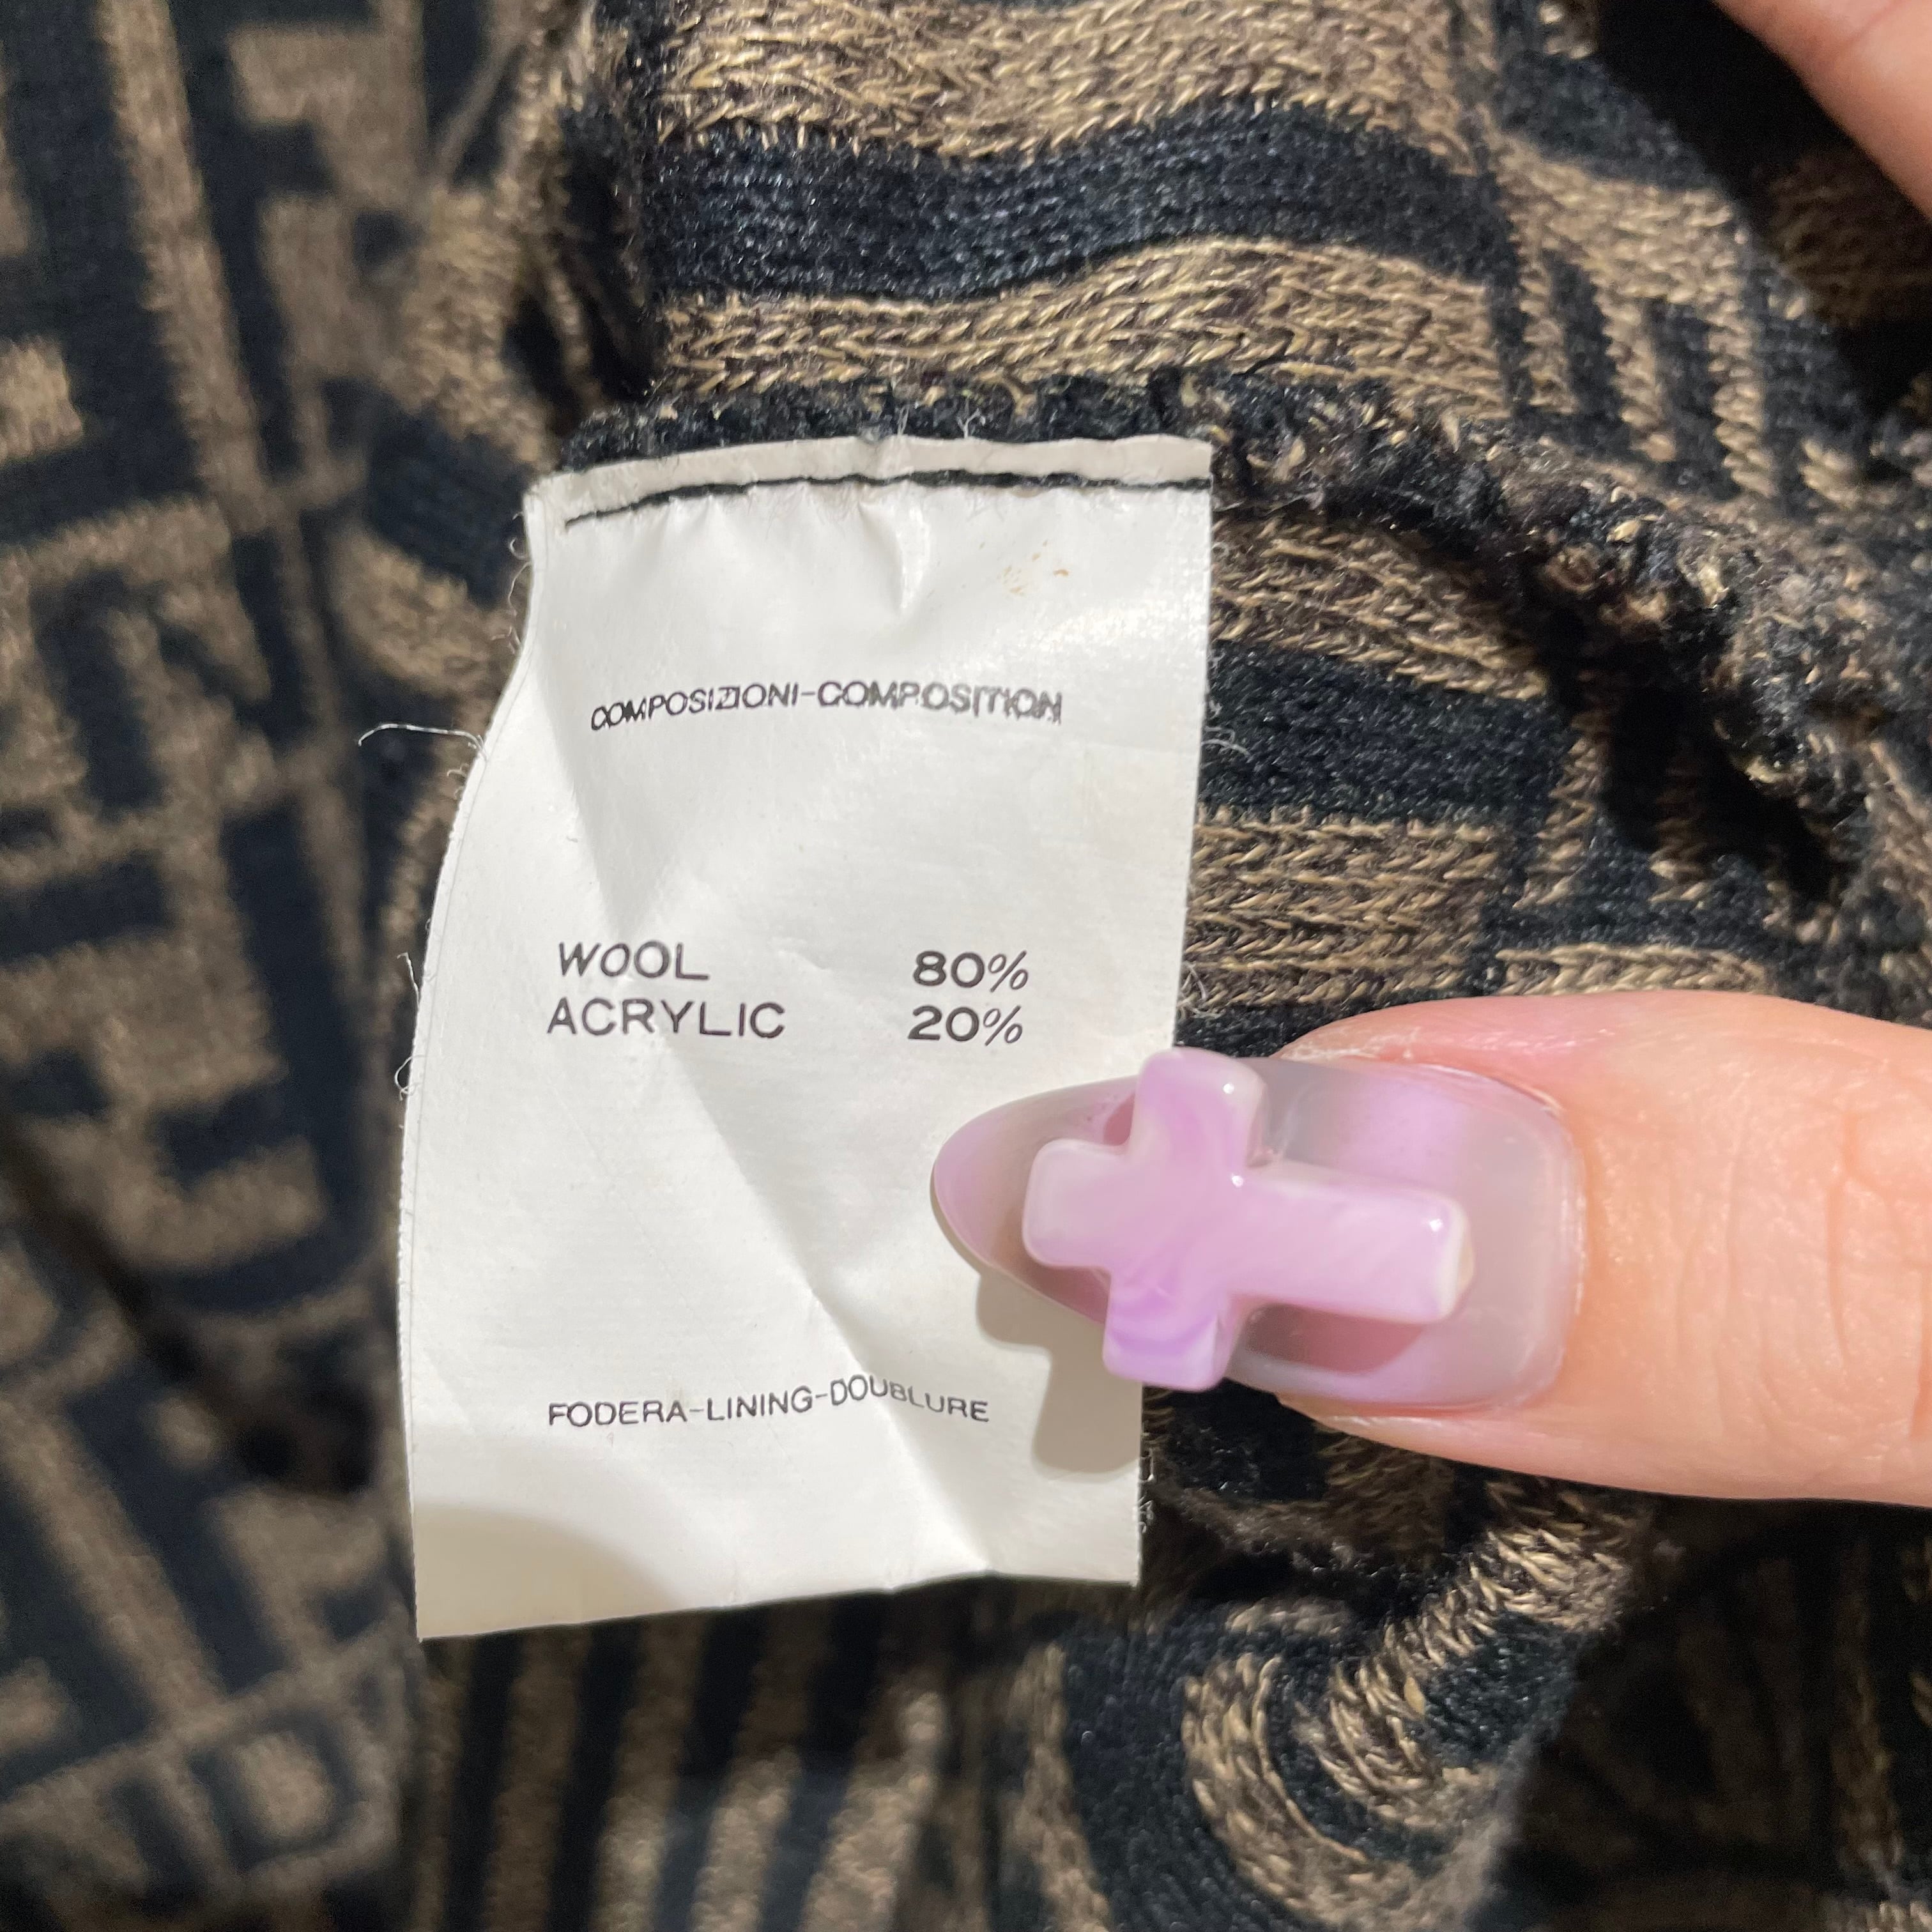 COMPOSIZIONI-COMPOSITION
WOOL 80%
ACRYLIC 20%
FODERA-LINING-DOUBLURE